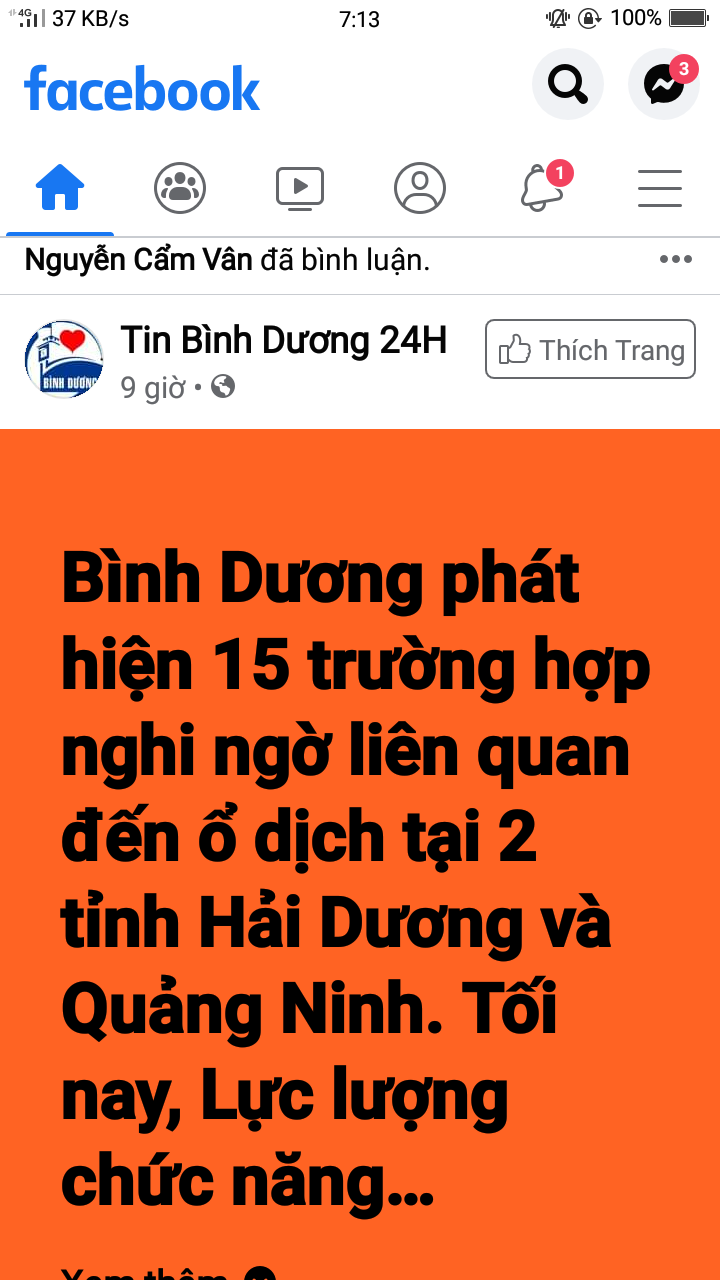 4G 37 KB/s 7:13 100%
facebook
3
1
Nguyễn Cẩm Vân đã bình luận.
Tin Bình Dương 24H
Thích Trang
BÌNH DƯƠNG
9 giờ •
Bình Dương phát
hiện 15 trường hợp
nghi ngờ liên quan
đến ổ dịch tại 2
tỉnh Hải Dương và
Quảng Ninh. Tối
nay, Lực lượng
chức năng...
Xem thêm